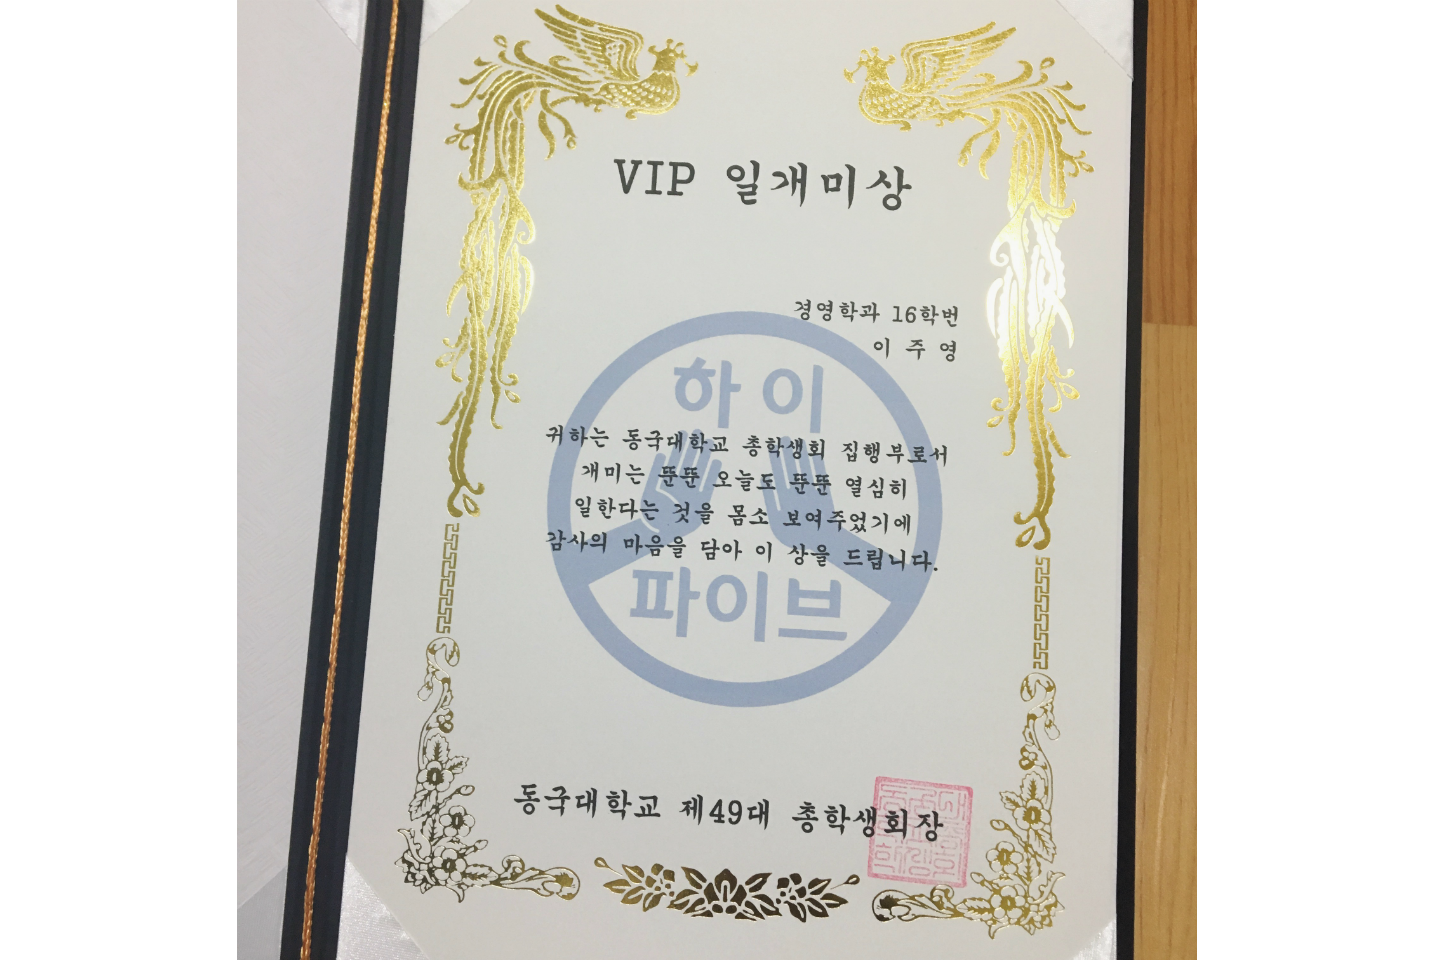 VIP 일개미상
경영학과 16학번
이 주 영
하이
귀하는 동국대학교 총학생회 집행부로서
개미는 뚠뚠 오늘도 뚠뚠 열심히
일한다는 것을 몸소 보여주었기에
감사의 마음을 담아 이 상을 드립니다.
파이브
동국대학교 제49대 총학생회장